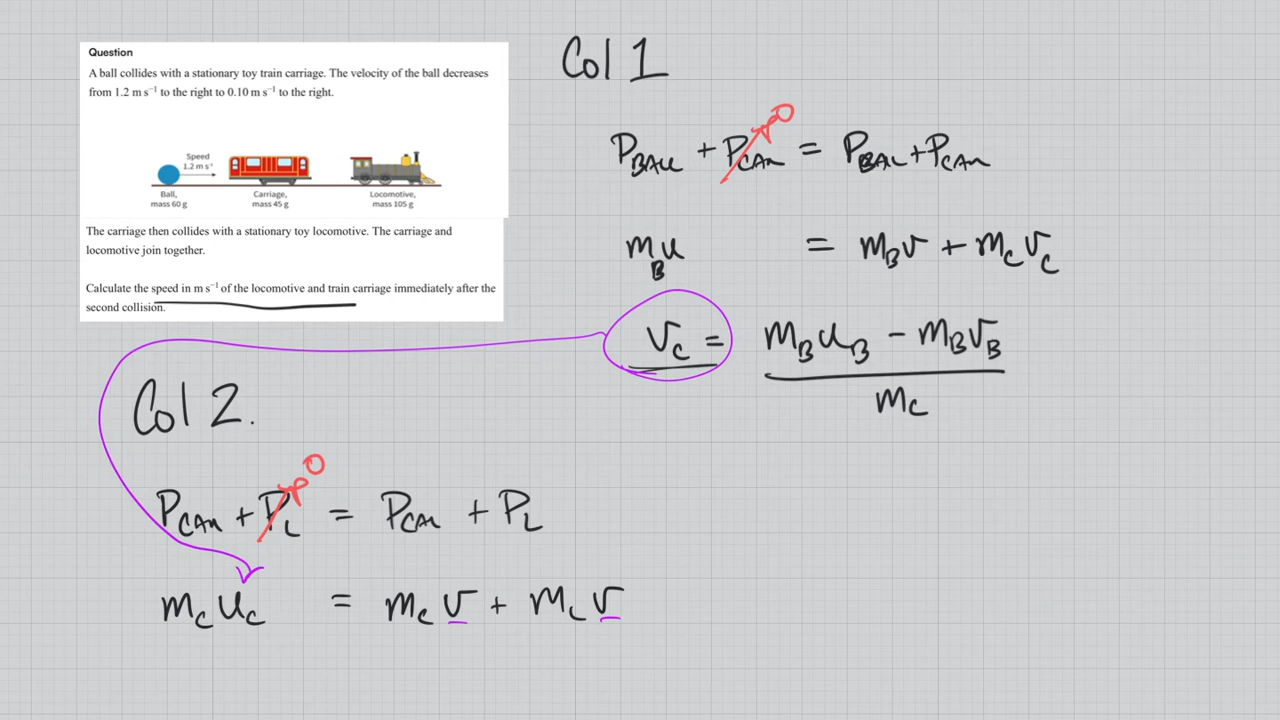 Question
A ball collides with a stationary toy train carriage. The velocity of the ball decreases
from 1.2 m s⁻¹ to the right to 0.10 m s⁻¹ to the right.
Speed
1.2 m s⁻¹
Ball,
mass 60 g
Carriage,
mass 45 g
Locomotive,
mass 105 g
The carriage then collides with a stationary toy locomotive. The carriage and
locomotive join together.
Calculate the speed in m s⁻¹ of the locomotive and train carriage immediately after the
second collision.
Col 1
P_BALL + P_CAR 0 = P_BAL + P_CAR
m_B u = m_B v + m_C v_C
v_C = (m_B u_B - m_B v_B) / m_C
Col 2.
P_CAR + P_L 0 = P_CAR + P_L
m_C u_C = m_C v + m_C v